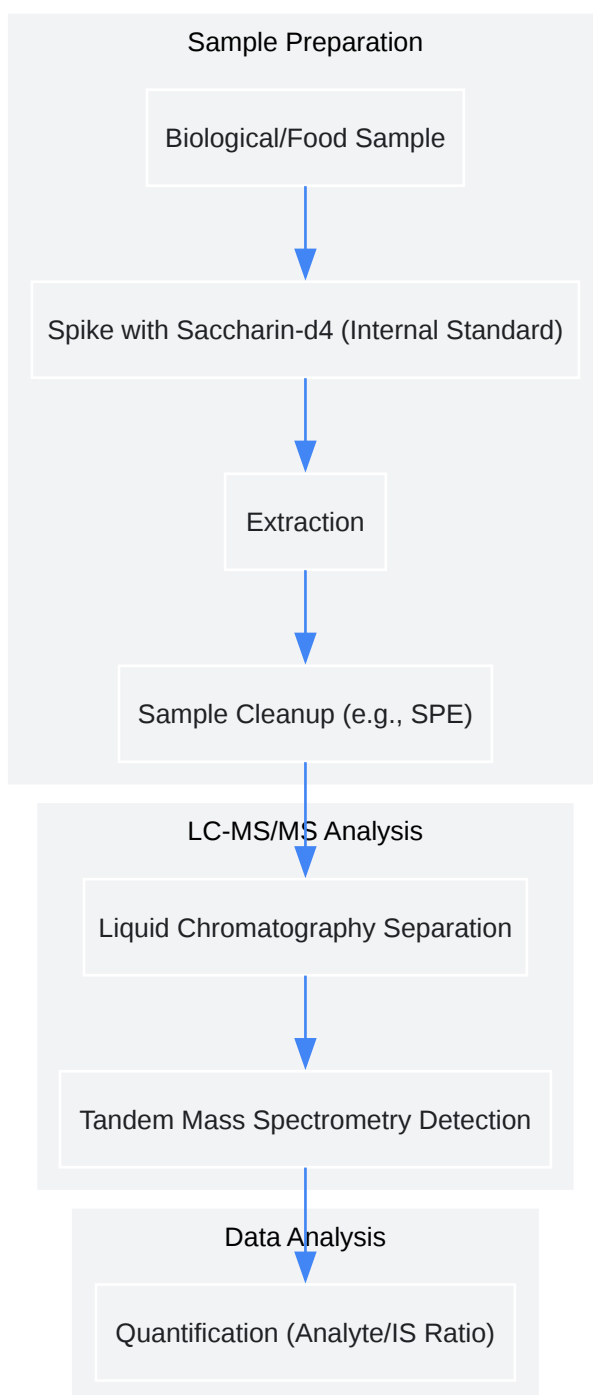 Sample Preparation
Biological/Food Sample
Spike with Saccharin-d4 (Internal Standard)
Extraction
Sample Cleanup (e.g., SPE)
LC-MS/MS Analysis
Liquid Chromatography Separation
Tandem Mass Spectrometry Detection
Data Analysis
Quantification (Analyte/IS Ratio)